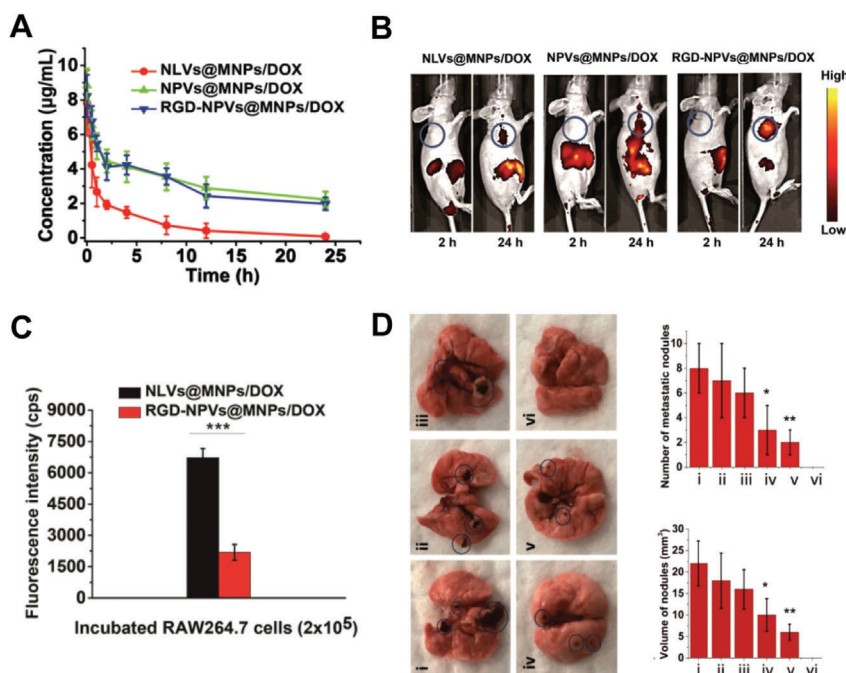 A
Concentration (µg/mL)
10
8
6
4
2
0
NLVs@MNPs/DOX
NPVs@MNPs/DOX
RGD-NPVs@MNPs/DOX
0 5 10 15 20 25
Time (h)
B
NLVs@MNPs/DOX NPVs@MNPs/DOX RGD-NPVs@MNPs/DOX
High
Low
2 h 24 h 2 h 24 h 2 h 24 h
C
Fluorescence intensity (cps)
9000
7500
6000
4500
3000
1500
0
NLVs@MNPs/DOX
RGD-NPVs@MNPs/DOX
***
Incubated RAW264.7 cells (2x10⁵)
D
iii vi
ii v
i iv
Number of metastatic nodules
10
8
6
4
2
0
* **
i ii iii iv v vi
Volume of nodules (mm³)
30
25
20
15
10
5
0
* **
i ii iii iv v vi